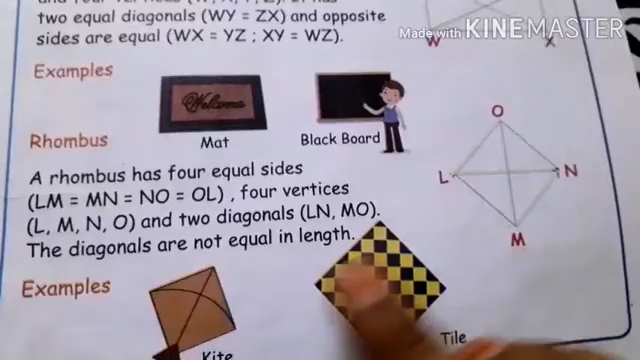 two equal diagonals (WY = ZX) and opposite
sides are equal (WX = YZ ; XY = WZ).
Made with KINEMASTER
W X
Examples
Welcome
Mat
Black Board
Rhombus
A rhombus has four equal sides
(LM = MN = NO = OL) , four vertices
(L, M, N, O) and two diagonals (LN, MO).
The diagonals are not equal in length.
O
L N
M
Examples
Kite
Tile